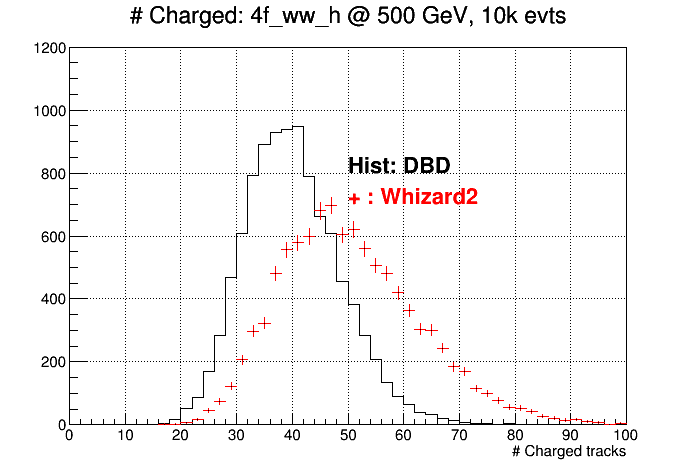 # Charged: 4f_ww_h @ 500 GeV, 10k evts
1200
1000
800
600
400
200
0
Hist: DBD
+ : Whizard2
0 10 20 30 40 50 60 70 80 90 100
# Charged tracks